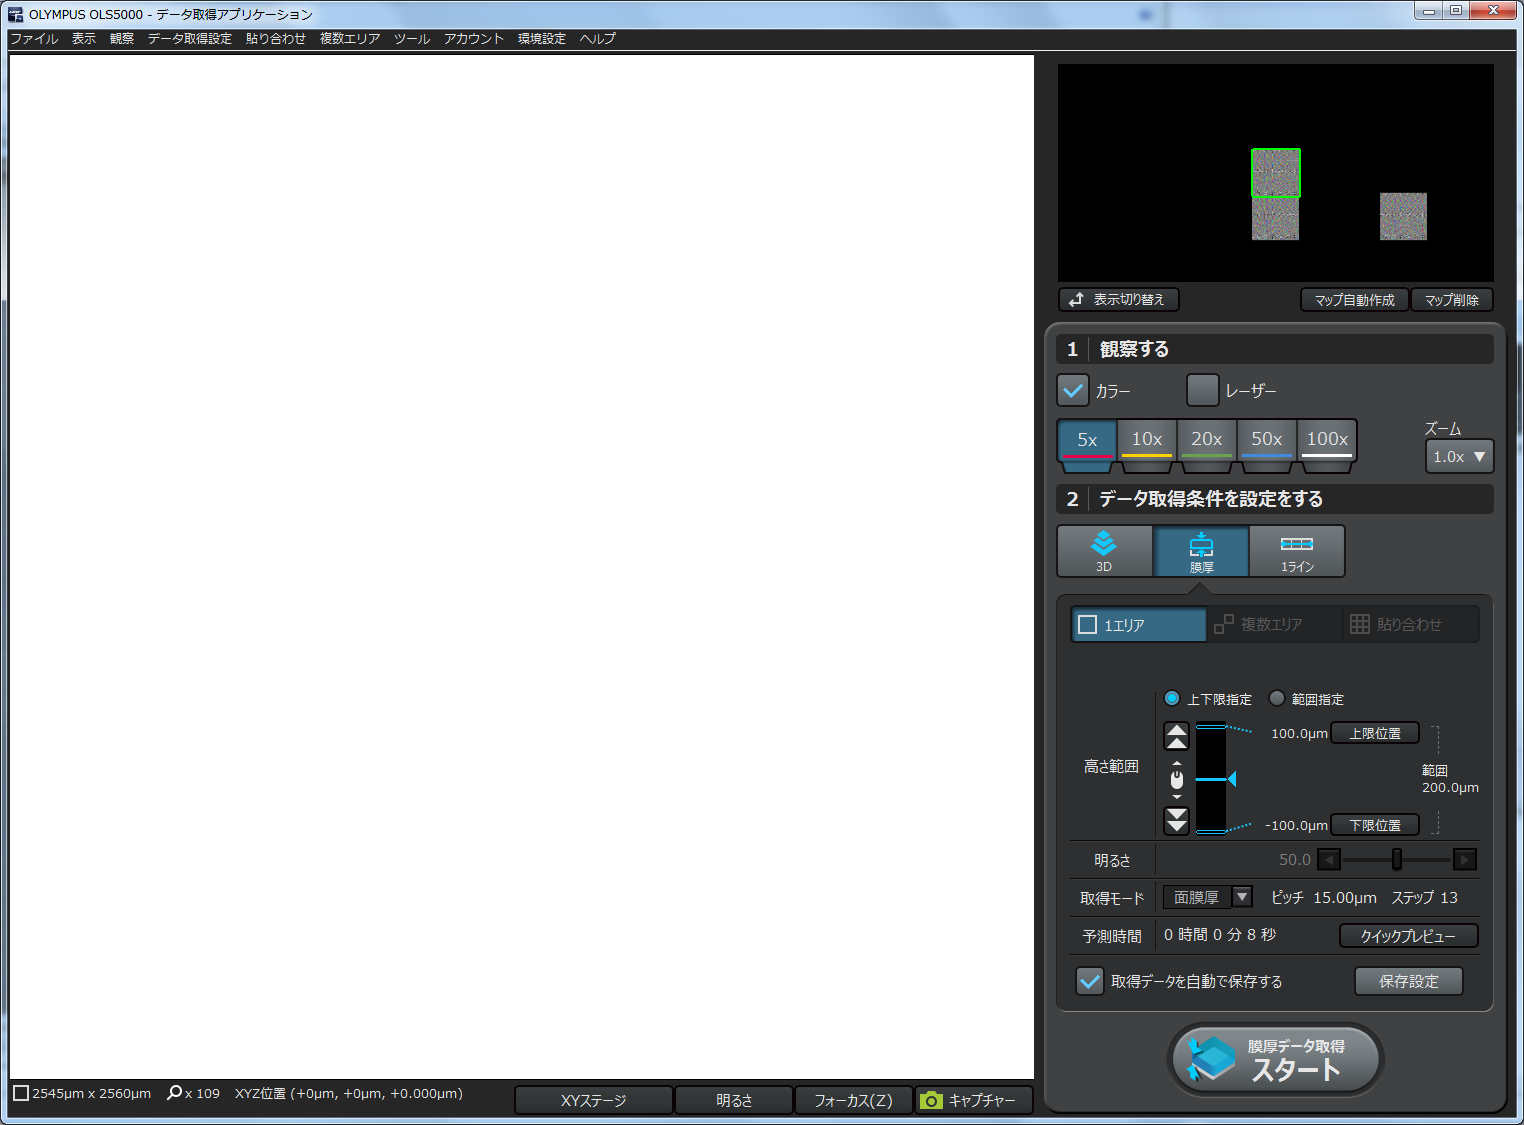 OLYMPUS OLS5000 - データ取得アプリケーション
ファイル 表示 観察 データ取得設定 貼り合わせ 複数エリア ツール アカウント 環境設定 ヘルプ
表示切り替え マップ自動作成 マップ削除
1 観察する
カラー レーザー
ズーム
5x 10x 20x 50x 100x 1.0x
2 データ取得条件を設定をする
3D 膜厚 1ライン
1エリア 複数エリア 貼り合わせ
上下限指定 範囲指定
100.0μm 上限位置
高さ範囲
範囲
200.0μm
-100.0μm 下限位置
明るさ 50.0
取得モード 面膜厚 ピッチ 15.00μm ステップ 13
予測時間 0 時間 0 分 8 秒 クイックプレビュー
取得データを自動で保存する 保存設定
膜厚データ取得
スタート
2545μm x 2560μm x 109 XYZ位置 (+0μm, +0μm, +0.000μm)
XYステージ 明るさ フォーカス(Z) キャプチャー